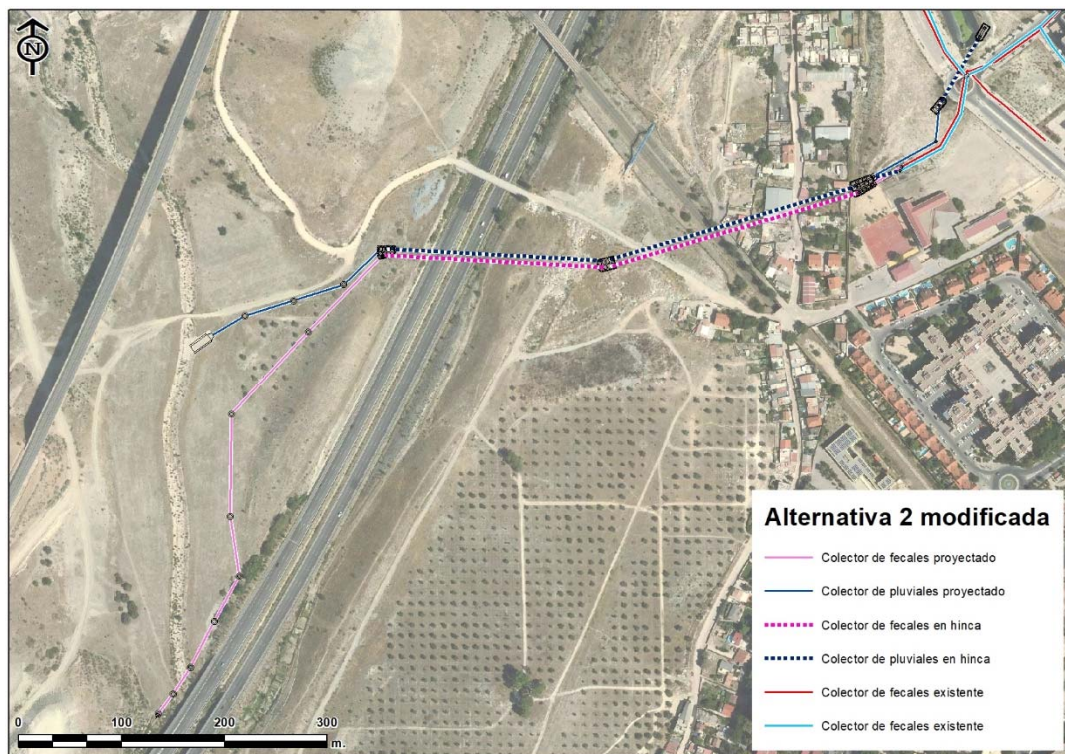 N
Alternativa 2 modificada
Colector de fecales proyectado
Colector de pluviales proyectado
Colector de fecales en hinca
Colector de pluviales en hinca
Colector de fecales existente
Colector de fecales existente
0 100 200 300
m.